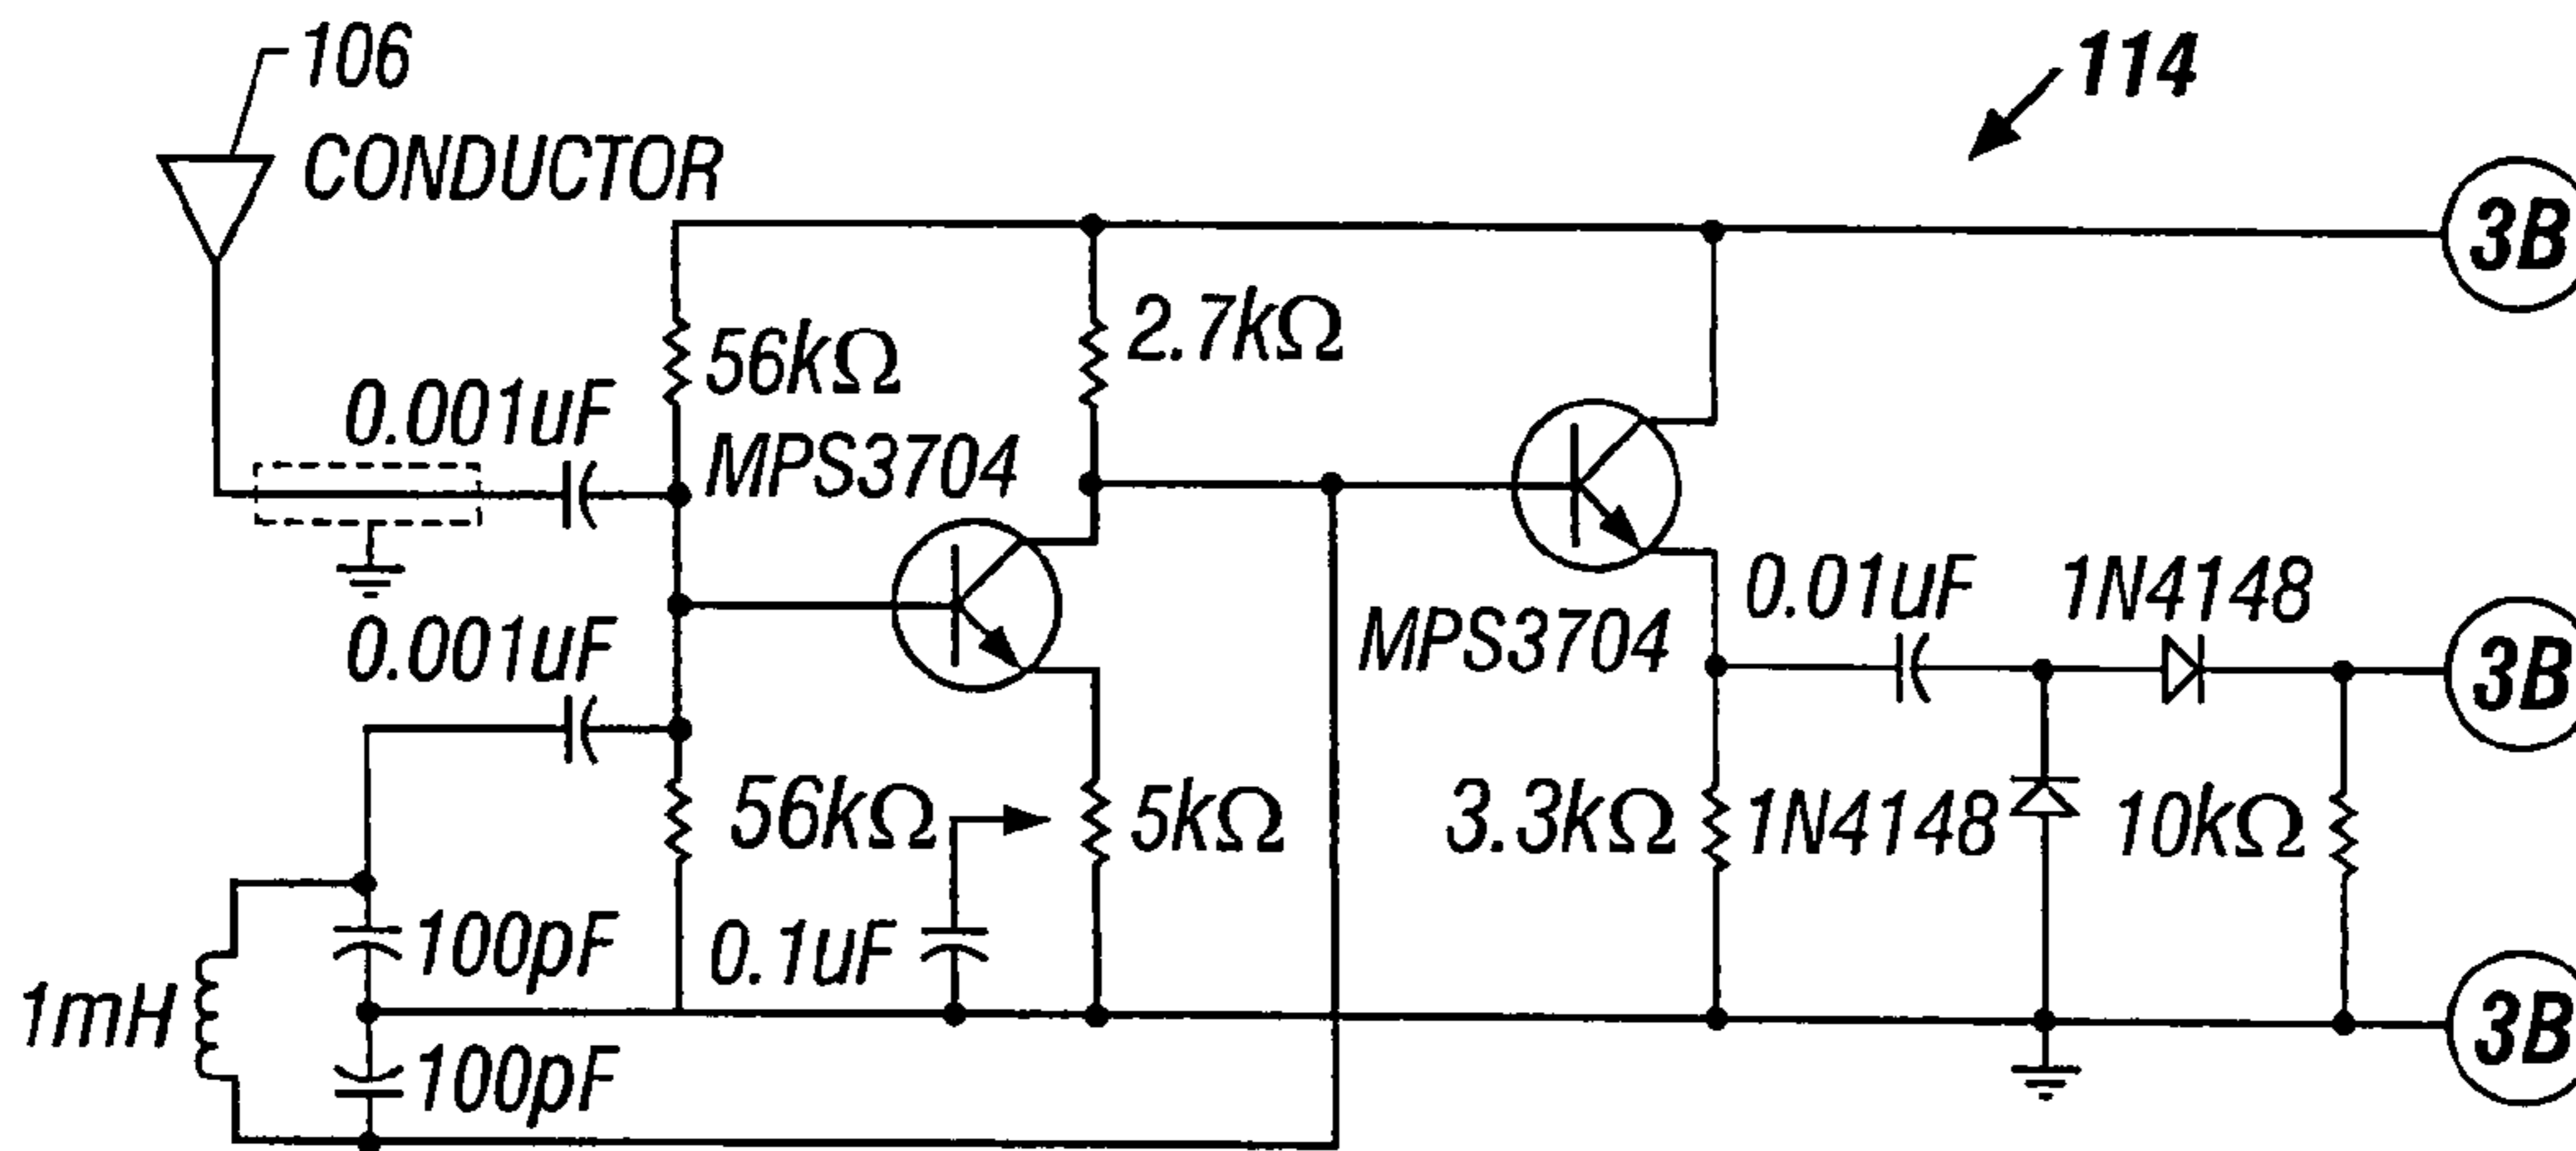 106
114
CONDUCTOR
3B
2.7kΩ
56kΩ
0.001uF
MPS3704
0.01uF
1N4148
0.001uF
MPS3704
3B
56kΩ
5kΩ
3.3kΩ
1N4148
10kΩ
100pF
0.1uF
1mH
3B
100pF